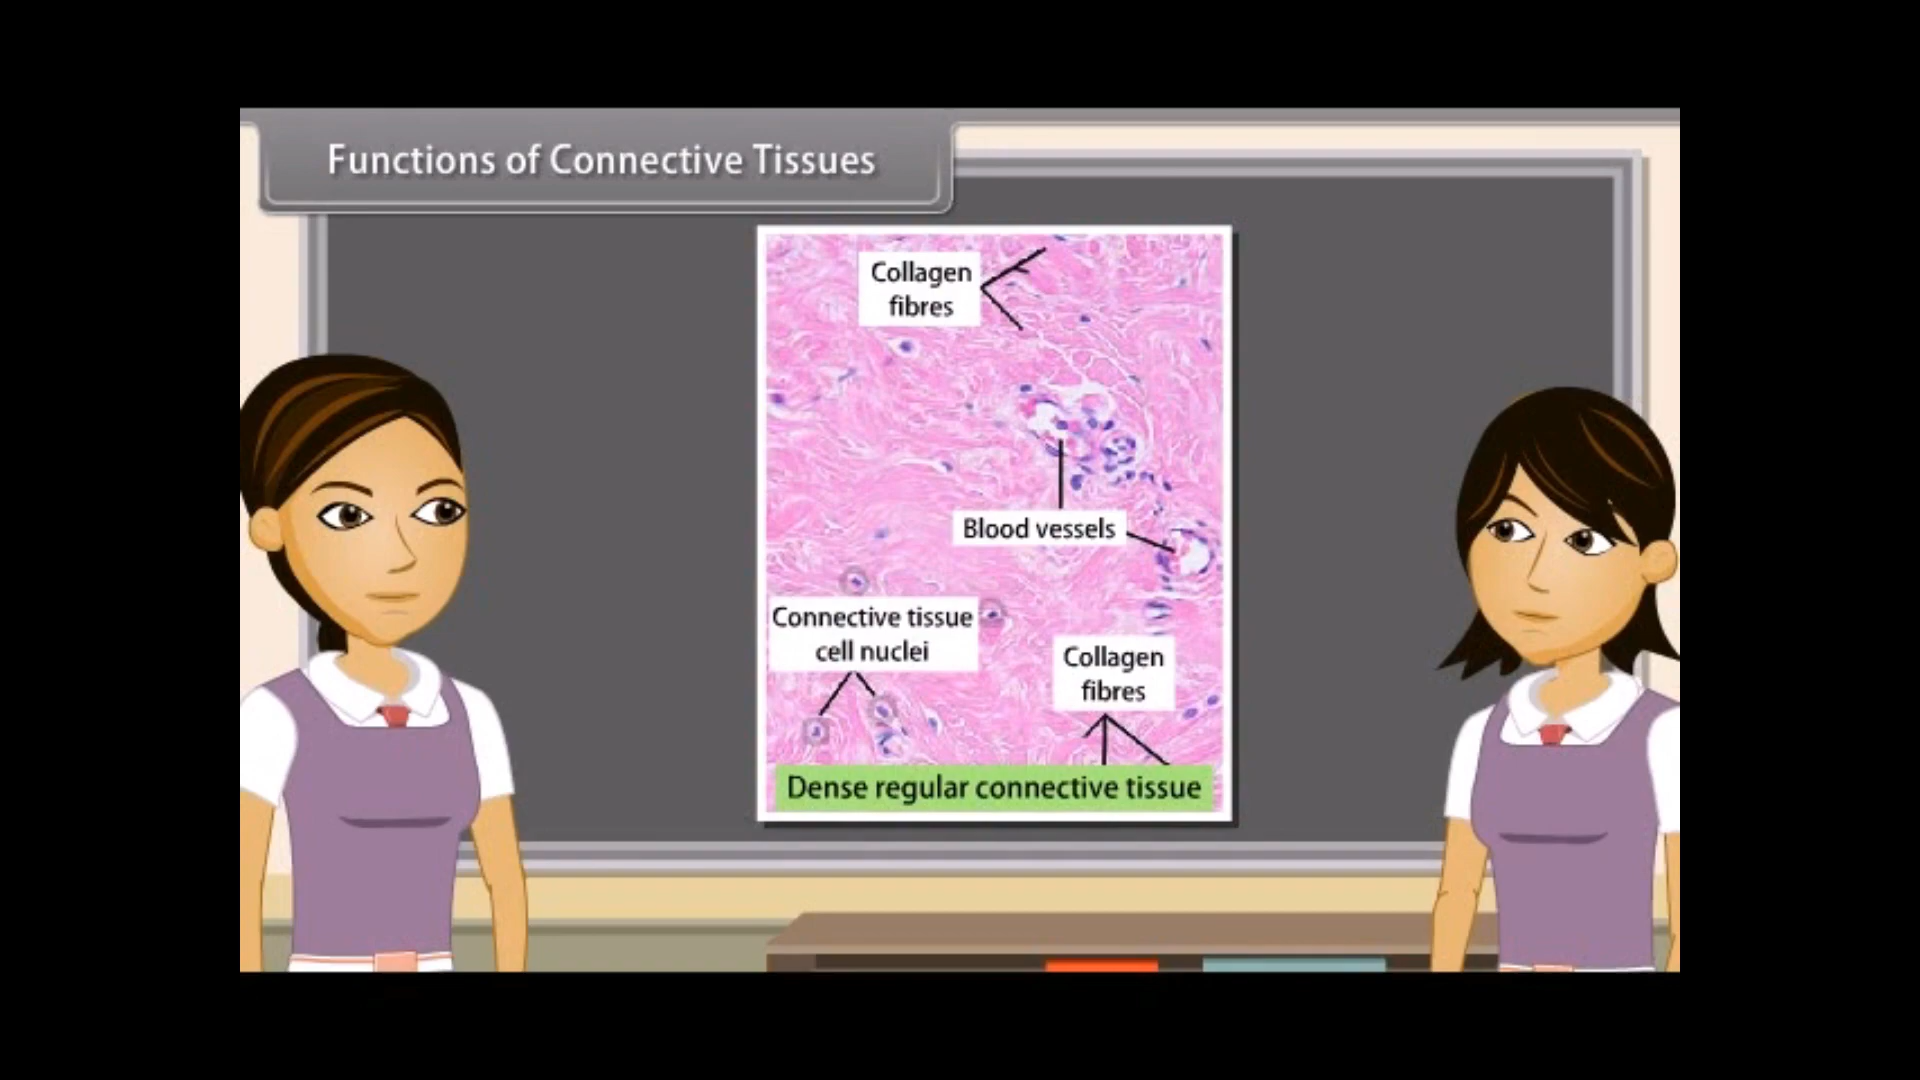 Functions of Connective Tissues
Collagen
fibres
Blood vessels
Connective tissue
cell nuclei
Collagen
fibres
Dense regular connective tissue